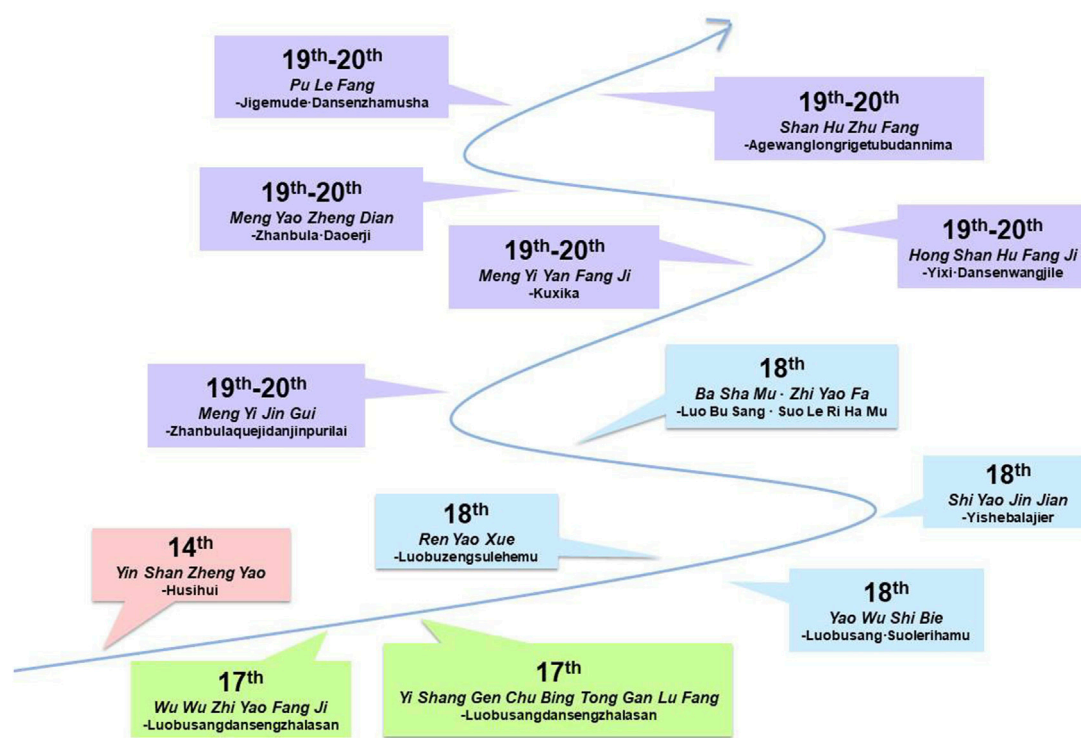 19th-20th
Pu Le Fang
-Jigemude·Dansenzhamusha
19th-20th
Shan Hu Zhu Fang
-Agewanglongrigetubudannima
19th-20th
Meng Yao Zheng Dian
-Zhanbula·Daoerji
19th-20th
Meng Yi Yan Fang Ji
-Kuxika
19th-20th
Hong Shan Hu Fang Ji
-Yixi·Dansenwangjile
19th-20th
Meng Yi Jin Gui
-Zhanbulaquejidanjinpurilai
18th
Ba Sha Mu · Zhi Yao Fa
-Luo Bu Sang · Suo Le Ri Ha Mu
18th
Shi Yao Jin Jian
-Yishebalajier
18th
Ren Yao Xue
-Luobuzengsulehemu
14th
Yin Shan Zheng Yao
-Husihui
18th
Yao Wu Shi Bie
-Luobusang·Suolerihamu
17th
Wu Wu Zhi Yao Fang Ji
-Luobusangdansengzhalasan
17th
Yi Shang Gen Chu Bing Tong Gan Lu Fang
-Luobusangdansengzhalasan